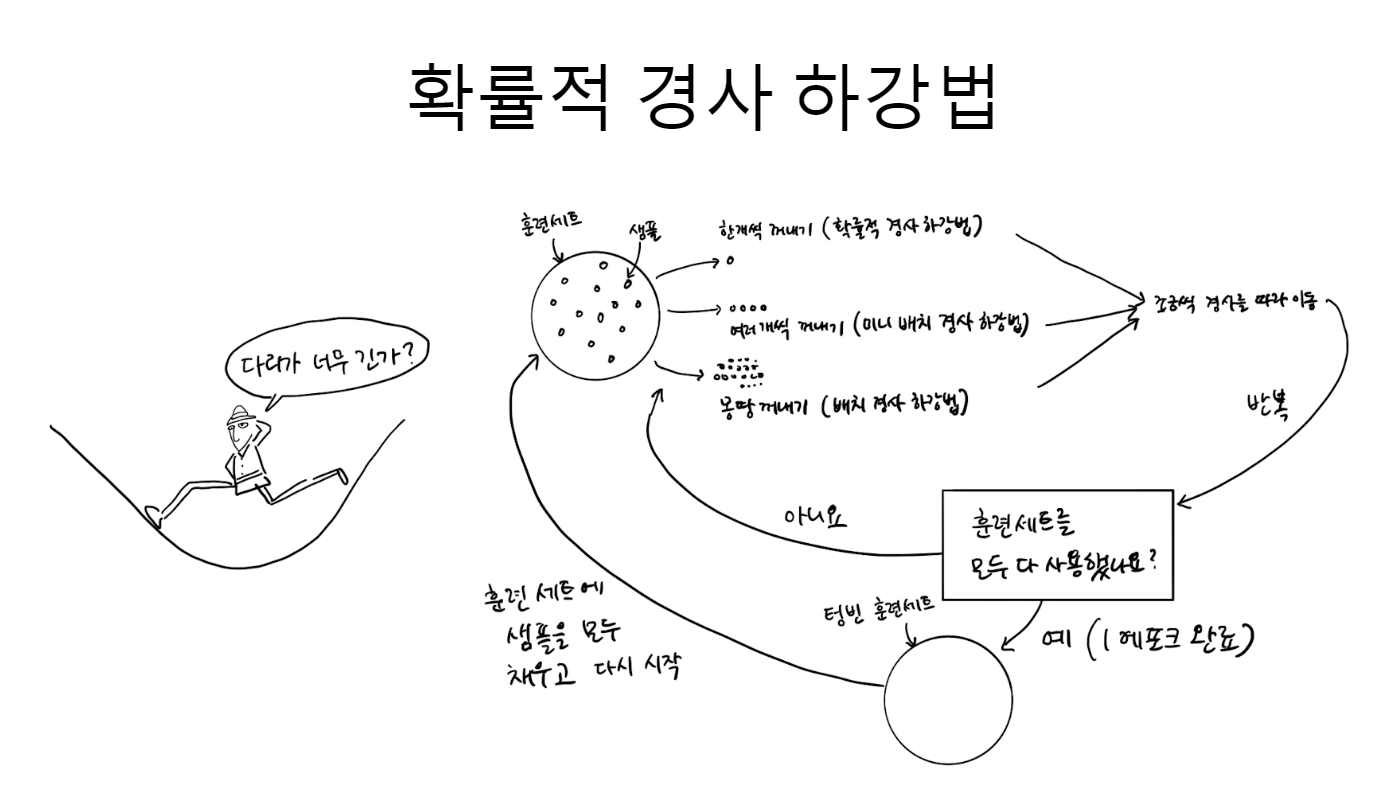 확률적 경사 하강법
훈련세트
샘플
한개씩 꺼내기 (확률적 경사 하강법)
여러개씩 꺼내기 (미니 배치 경사 하강법)
몽땅 꺼내기 (배치 경사 하강법)
조금씩 경사를 따라 이동
반복
다리가 너무 긴가?
아니요
훈련세트를
모두 다 사용했나요?
예 (1 에포크 완료)
텅빈 훈련세트
훈련 세트에
샘플을 모두
채우고 다시 시작